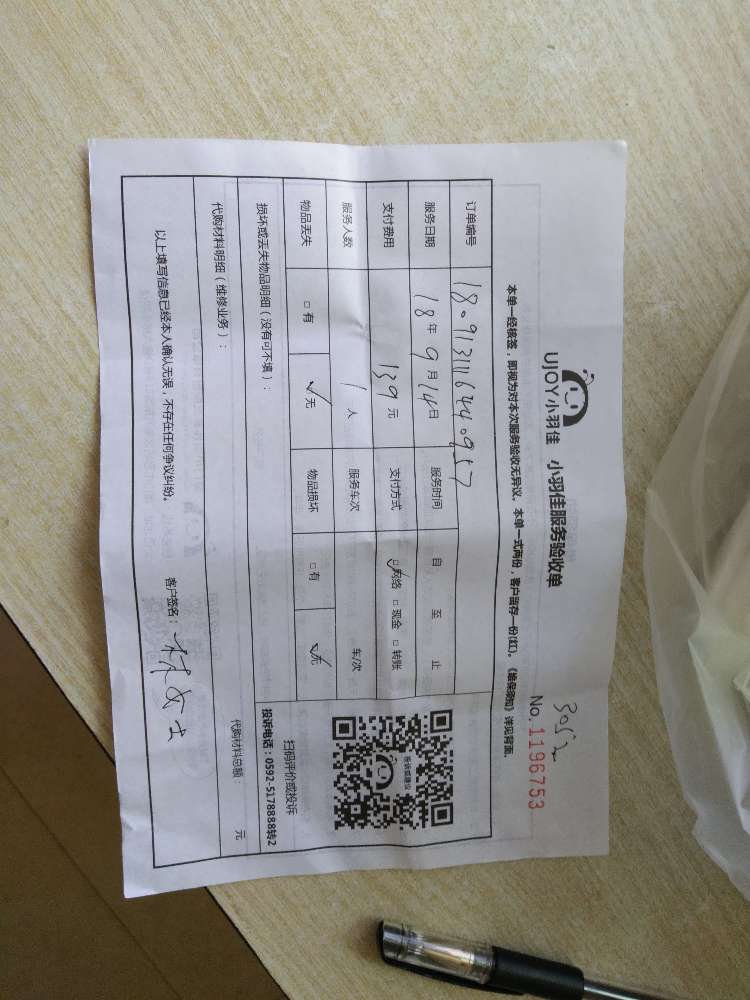 3052
UJOY小羽佳 小羽佳服务验收单 No.1196753
本单一经核签，即视为对本次服务验收无异议。本单一式两份，客户留存一份(红)。《维保须知》详见背面。
订单编号 18.0913111644.0957
服务日期 18年9月14日 服务时间 自 至 止
支付费用 139元 支付方式 ☑网络 □现金 □转账
服务人数 1人 服务车次 车/次
物品丢失 □有 ☑无 物品损坏 □有 ☑无
扫码评价或投诉
投诉电话：0592-5178888转2
损坏或丢失物品明细（没有可不填）：
代购材料明细（维修业务）： 代购材料总额： 元
以上填写信息已经本人确认无误，不存在任何争议纠纷。 客户签名：林女士